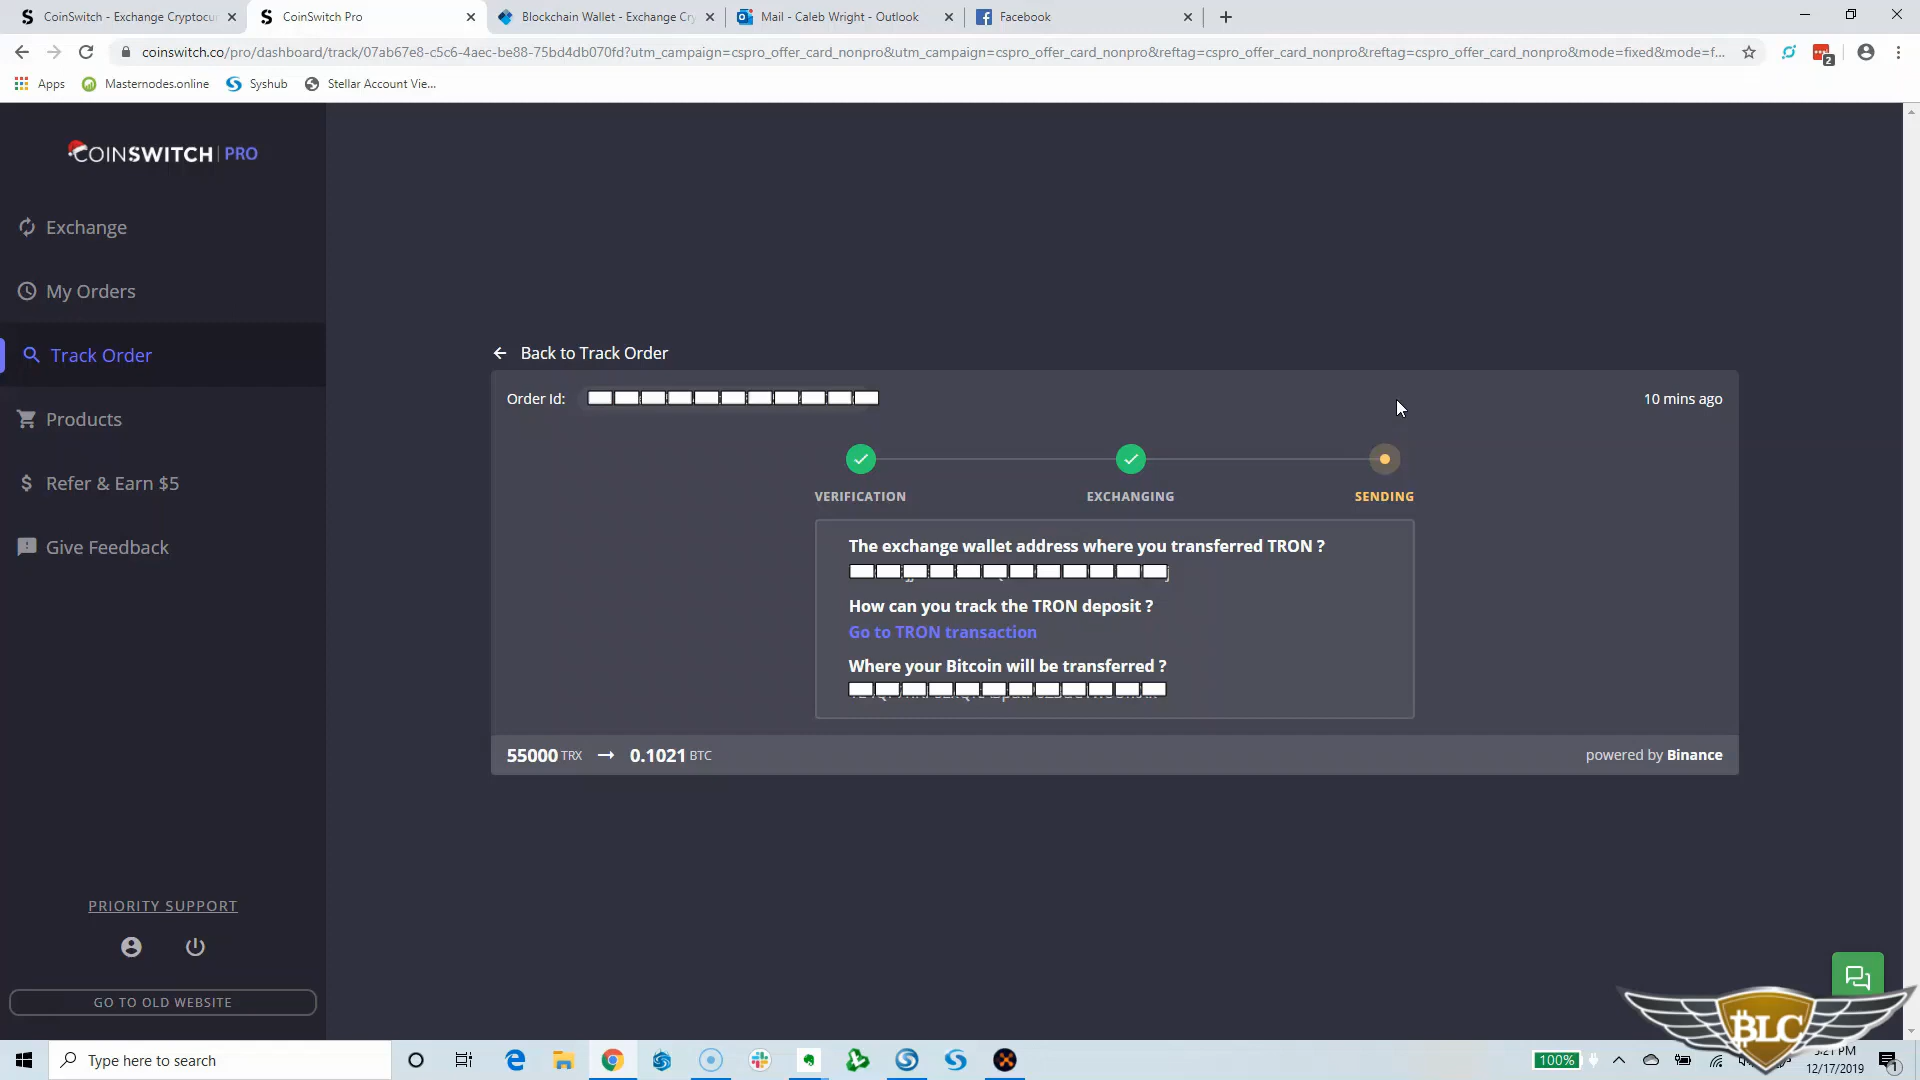 CoinSwitch - Exchange Cryptocu
CoinSwitch Pro
Blockchain Wallet - Exchange Cry
Mail - Caleb Wright - Outlook
Facebook
coinswitch.co/pro/dashboard/track/07ab67e8-c5c6-4aec-be88-75bd4db070fd?utm_campaign=cspro_offer_card_nonpro&utm_campaign=cspro_offer_card_nonpro&reftag=cspro_offer_card_nonpro&reftag=cspro_offer_card_nonpro&mode=fixed&mode=f...
2
Apps
Masternodes.online
Syshub
Stellar Account Vie...
COINSWITCH | PRO
Exchange
My Orders
Track Order
Products
Refer & Earn $5
Give Feedback
PRIORITY SUPPORT
GO TO OLD WEBSITE
Back to Track Order
Order Id:
10 mins ago
VERIFICATION
EXCHANGING
SENDING
The exchange wallet address where you transferred TRON ?
How can you track the TRON deposit ?
Go to TRON transaction
Where your Bitcoin will be transferred ?
55000 TRX → 0.1021 BTC
powered by Binance
BLC
Type here to search
100%
PM
12/17/2019
1